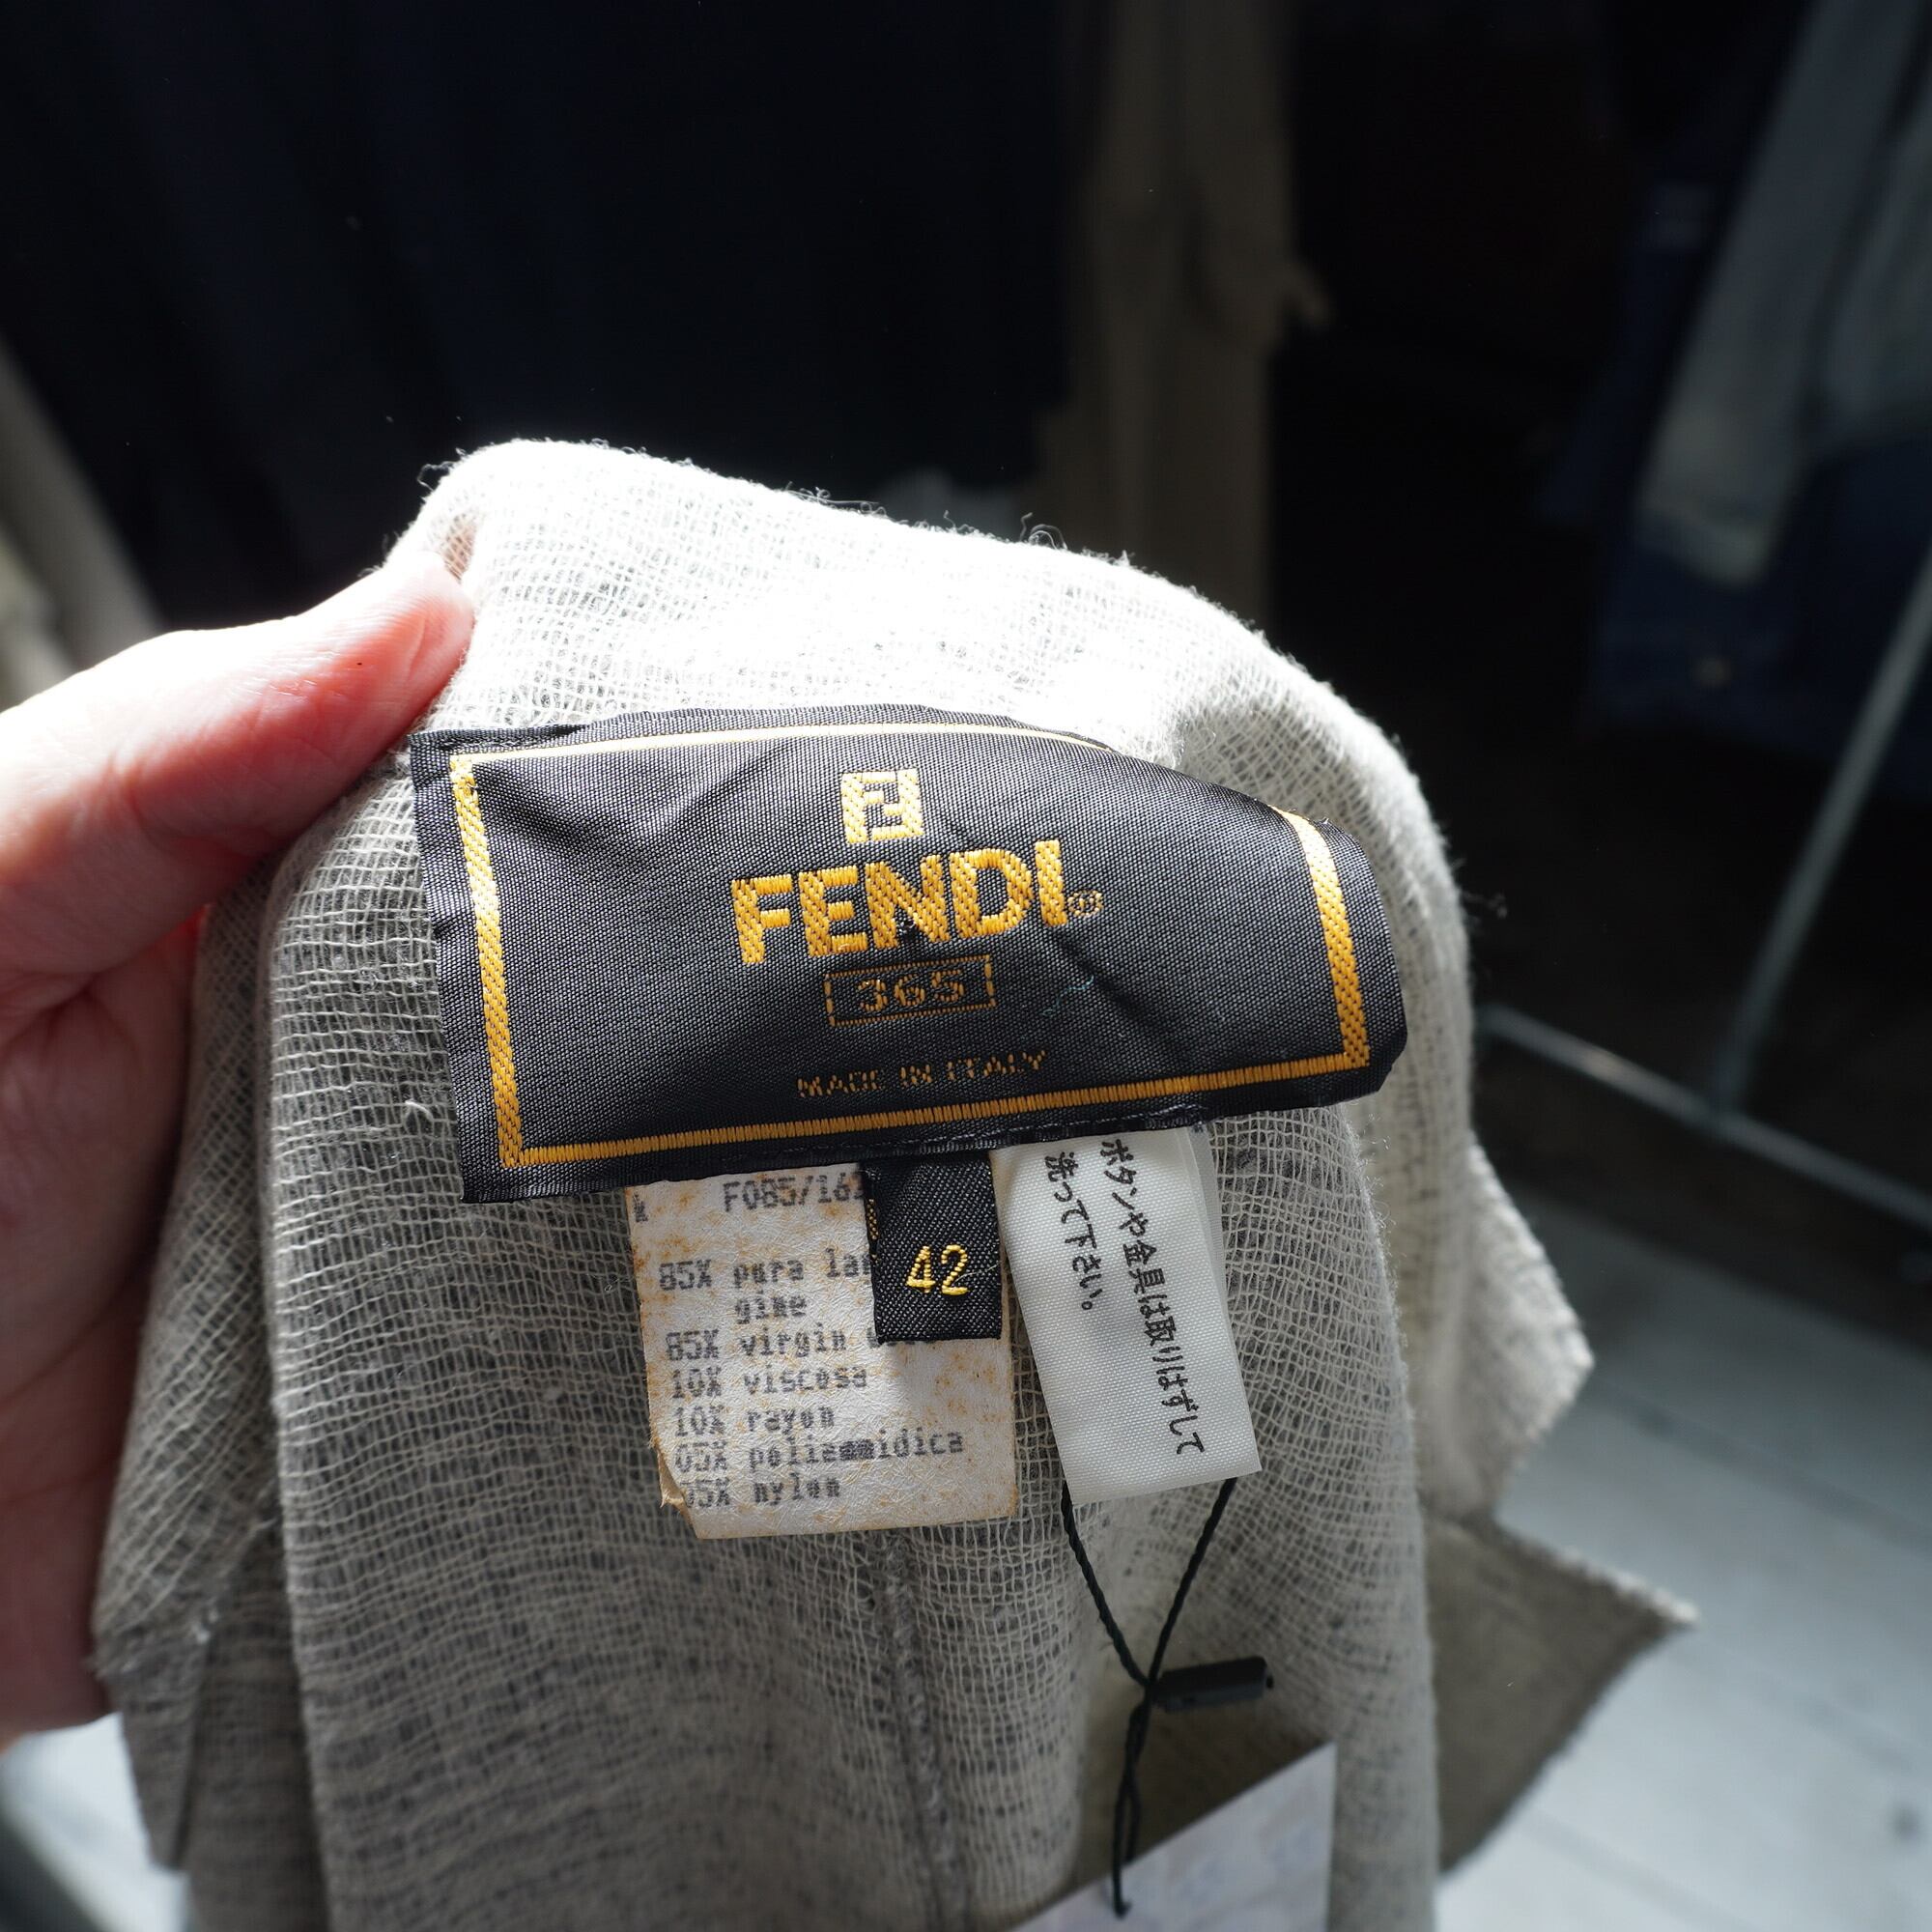 FENDI®
365
MADE IN ITALY
F085/16
42
85% pura la
gine
85% virgin
10% viscosa
10% rayon
05% poliammidica
05% nylon
ボタンや金具は取りはずして
洗って下さい。